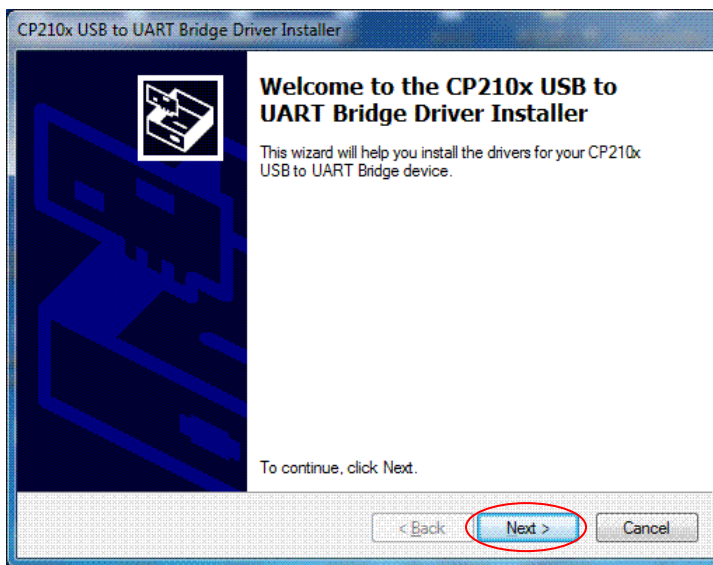 CP210x USB to UART Bridge Driver Installer
Welcome to the CP210x USB to
UART Bridge Driver Installer
This wizard will help you install the drivers for your CP210x
USB to UART Bridge device.
To continue, click Next.
< Back
Next >
Cancel